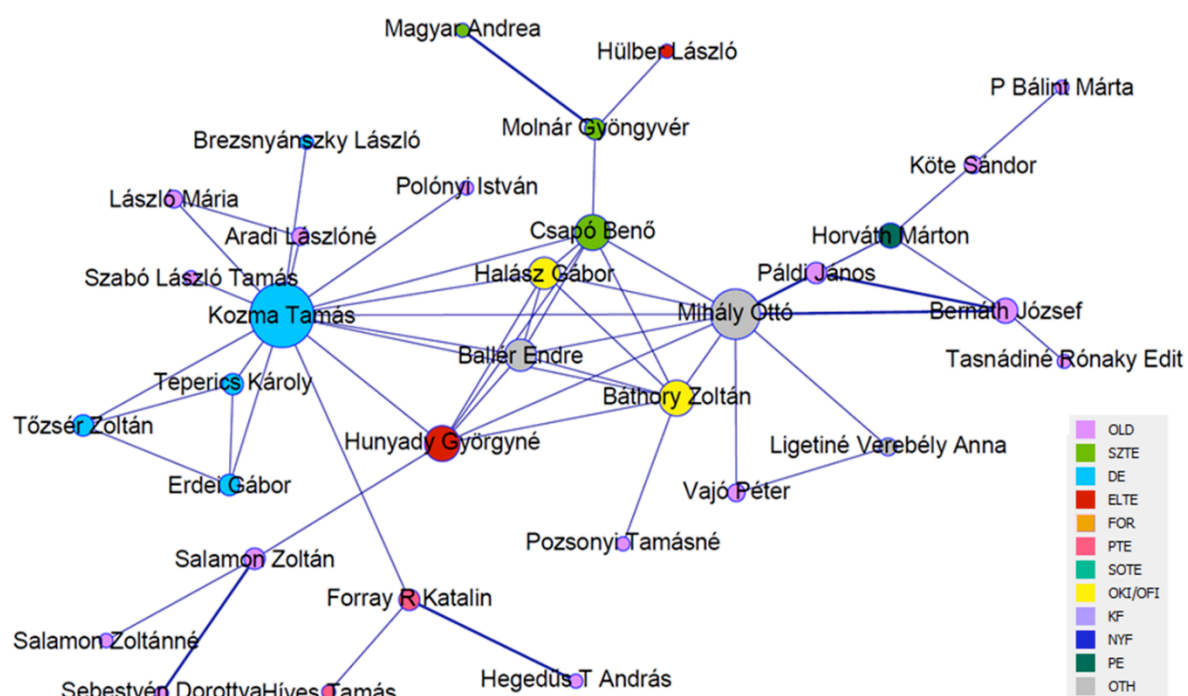 Magyar Andrea
Hülber László
P Bálint Márta
Molnár Gyöngyvér
Brezsnyánszky László
Köte Sándor
Polónyi István
László Mária
Csapó Benő
Aradi Lászlóné
Horváth Márton
Szabó László Tamás
Halász Gábor
Páldi János
Kozma Tamás
Mihály Ottó
Bernáth József
Ballér Endre
Tasnádiné Rónaky Edit
Teperics Károly
Báthory Zoltán
Tőzsér Zoltán
Hunyady Györgyné
Ligetiné Verebély Anna
Erdei Gábor
Vajó Péter
Pozsonyi Tamásné
Salamon Zoltán
Forray R Katalin
Salamon Zoltánné
Hegedűs T András
Sebestyén Dorottya
Híves Tamás
OLD
SZTE
DE
ELTE
FOR
PTE
SOTE
OKI/OFI
KF
NYF
PE
OTH